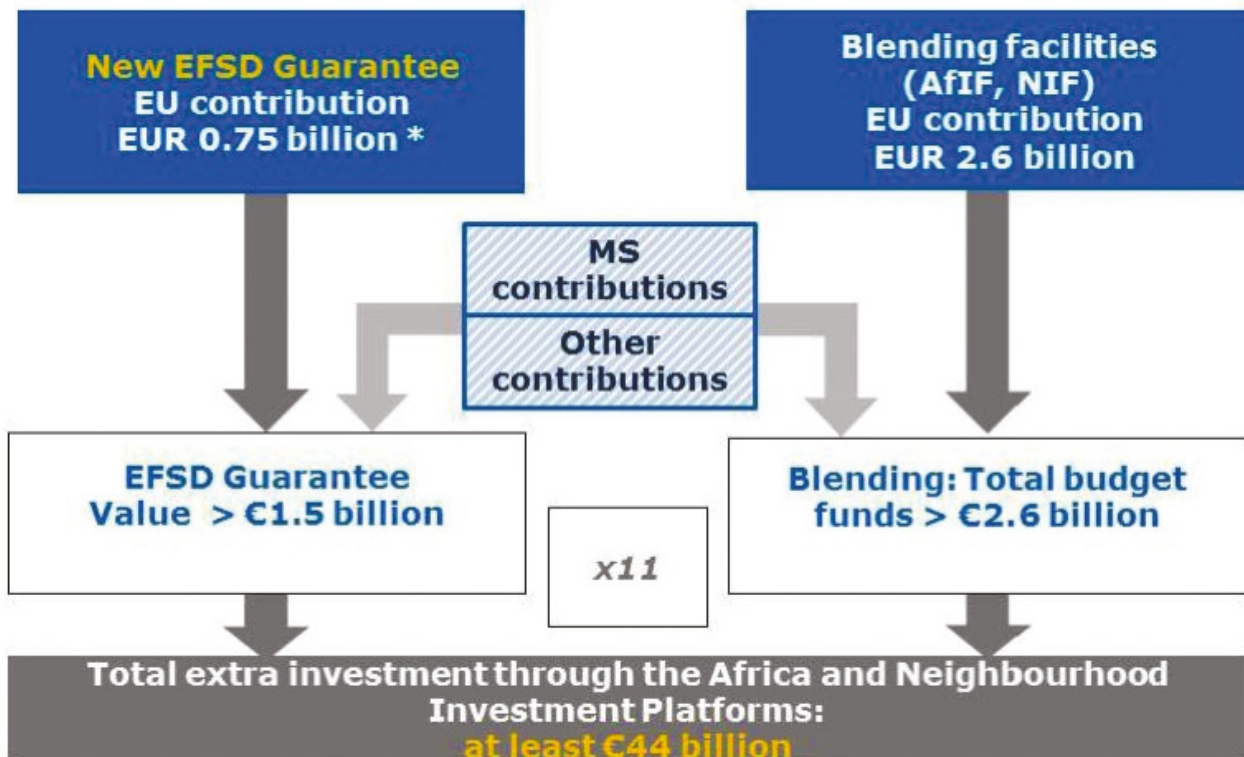 New EFSD Guarantee
EU contribution
EUR 0.75 billion *
Blending facilities
(AfIF, NIF)
EU contribution
EUR 2.6 billion
MS
contributions
Other
contributions
EFSD Guarantee
Value > €1.5 billion
x11
Blending: Total budget
funds > €2.6 billion
Total extra investment through the Africa and Neighbourhood
Investment Platforms:
at least €44 billion